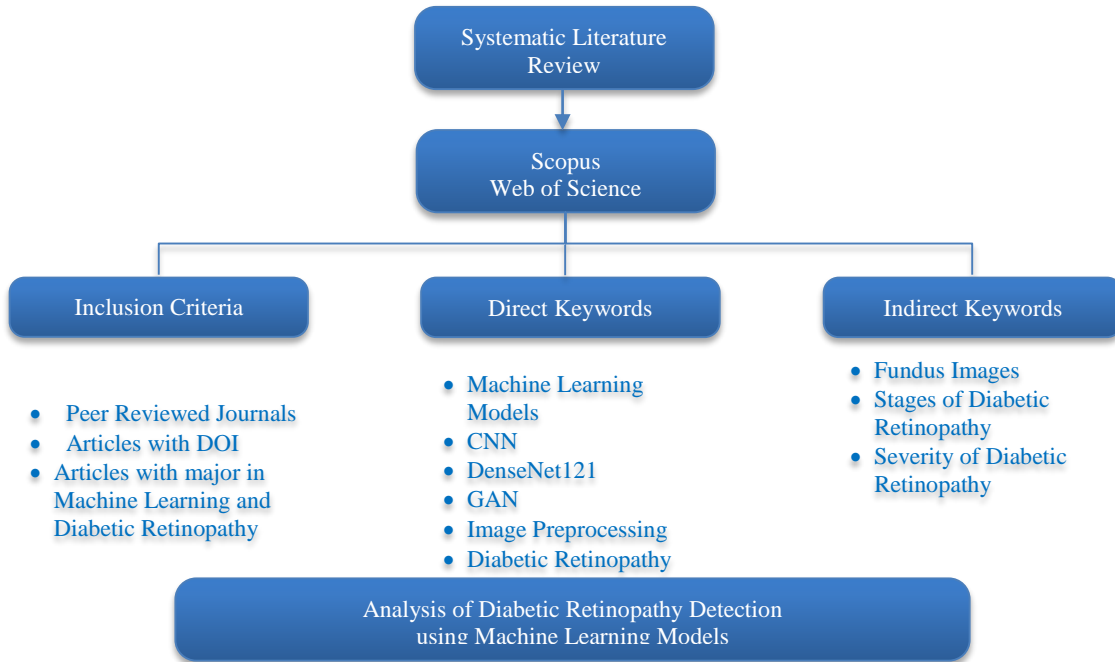 Systematic Literature
Review
Scopus
Web of Science
Inclusion Criteria
Direct Keywords
Indirect Keywords
• Peer Reviewed Journals
• Articles with DOI
• Articles with major in
Machine Learning and
Diabetic Retinopathy
• Machine Learning
Models
• CNN
• DenseNet121
• GAN
• Image Preprocessing
• Diabetic Retinopathy
• Fundus Images
• Stages of Diabetic
Retinopathy
• Severity of Diabetic
Retinopathy
Analysis of Diabetic Retinopathy Detection
using Machine Learning Models